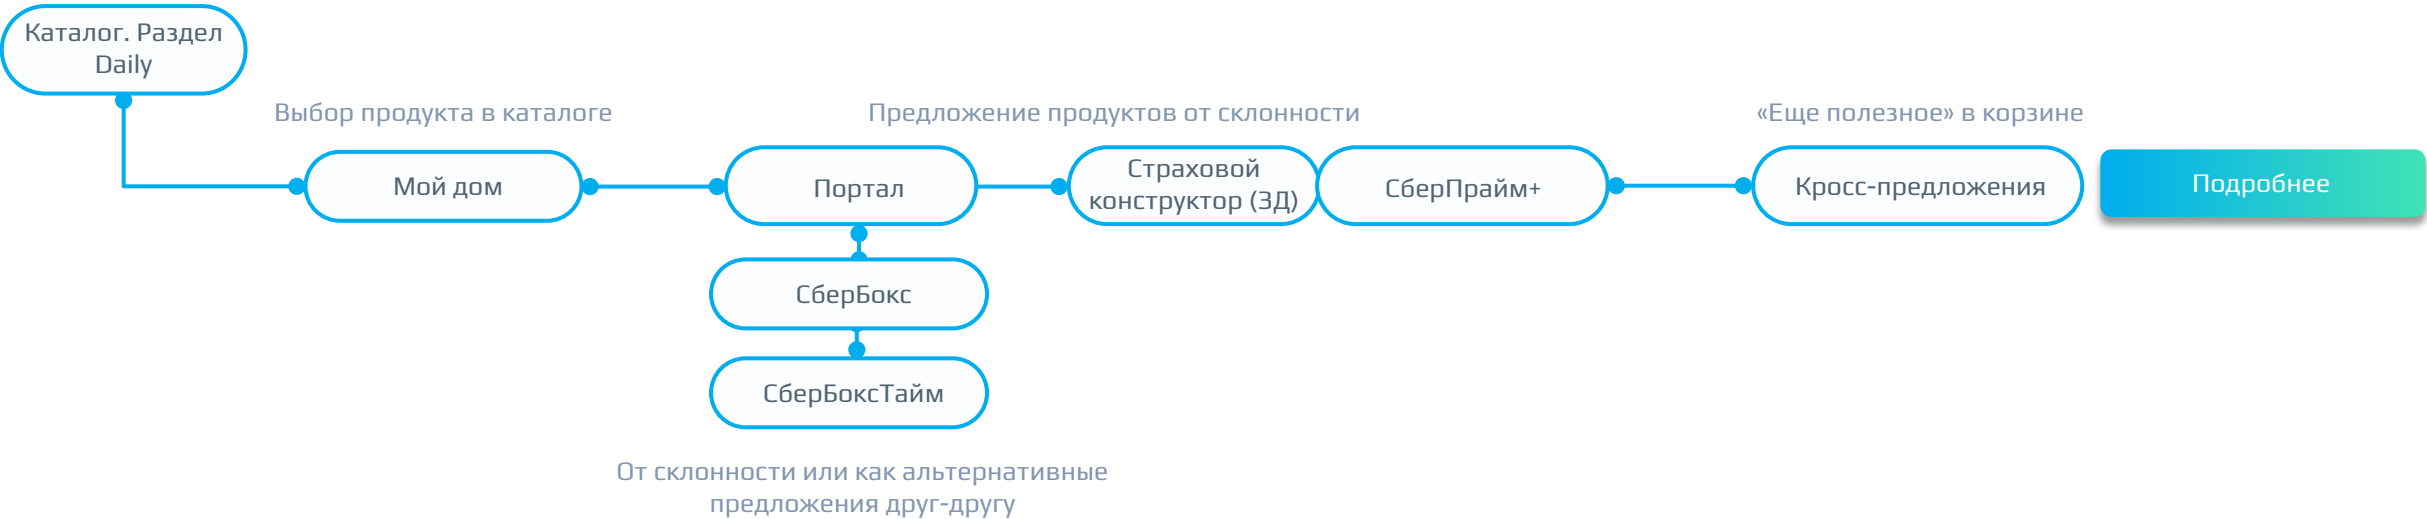 Каталог. Раздел
Daily
Выбор продукта в каталоге
Предложение продуктов от склонности
«Еще полезное» в корзине
Мой дом
Портал
Страховой
конструктор (ЗД)
СберПрайм+
Кросс-предложения
Подробнее
СберБокс
СберБоксТайм
От склонности или как альтернативные
предложения друг-другу